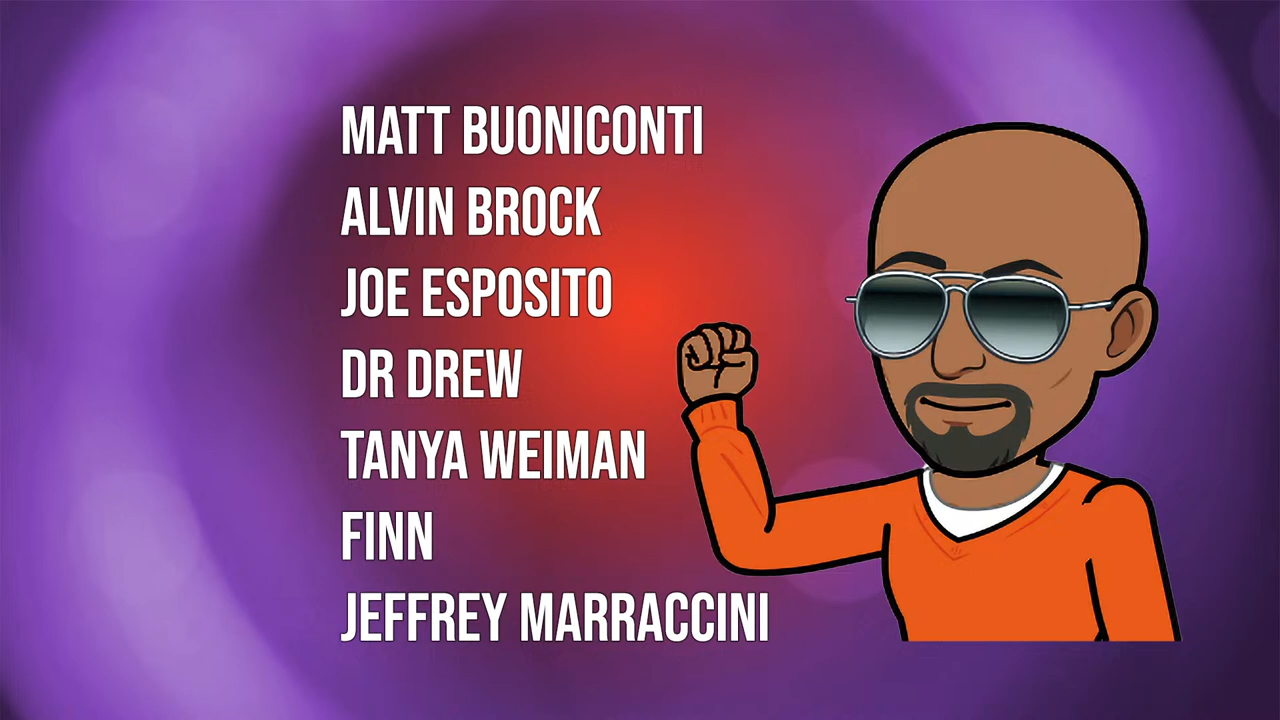 MATT BUONICONTI
ALVIN BROCK
JOE ESPOSITO
DR DREW
TANYA WEIMAN
FINN
JEFFREY MARRACCINI